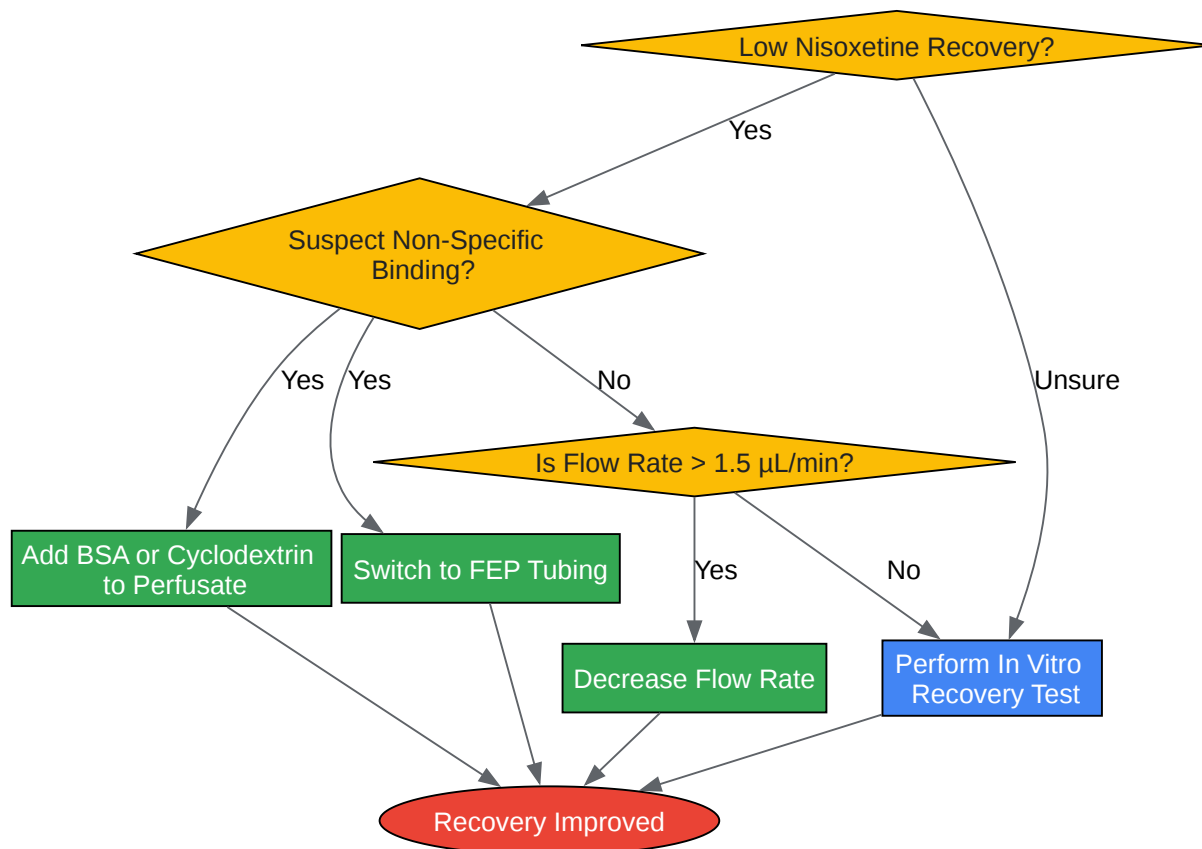 Low Nisoxetine Recovery?
Yes
Suspect Non-Specific
Binding?
Yes
Yes
No
Unsure
Is Flow Rate > 1.5 µL/min?
Add BSA or Cyclodextrin
to Perfusate
Switch to FEP Tubing
Yes
No
Decrease Flow Rate
Perform In Vitro
Recovery Test
Recovery Improved